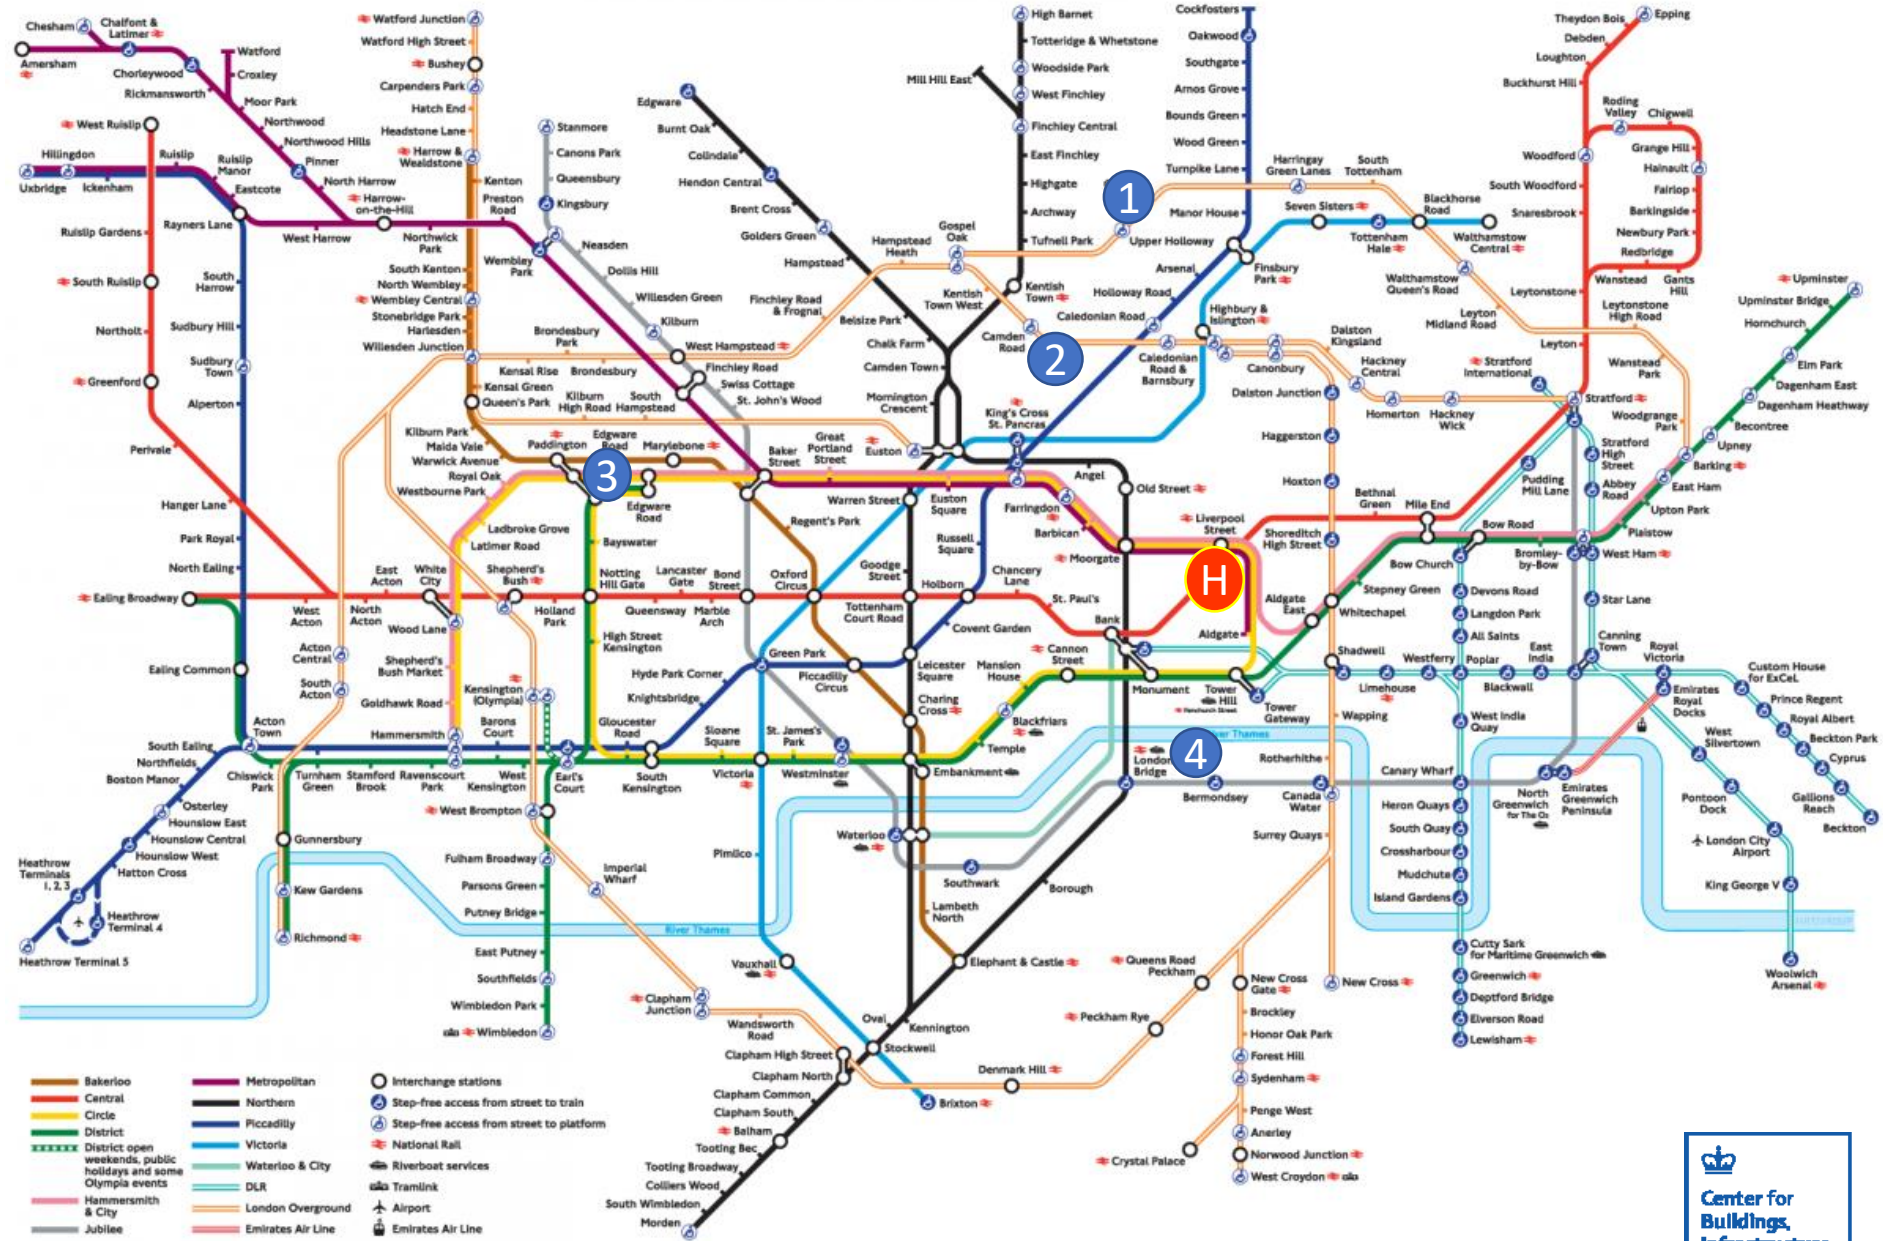 Chesham
Chalfont &
Latimer
Amersham
Chorleywood
Rickmansworth
Watford
Croxley
Moor Park
Northwood
Northwood Hills
Pinner
North Harrow
Harrow-
on-the-Hill
West Ruislip
Hillingdon
Ruislip
Ruislip
Manor
Eastcote
Uxbridge
Ickenham
Rayners Lane
West Harrow
Northwick
Park
Preston
Road
Ruislip Gardens
South Ruislip
Northolt
Greenford
Perivale
Hanger Lane
South
Harrow
Sudbury Hill
Sudbury
Town
Alperton
Park Royal
North Ealing
Ealing Broadway
Ealing Common
West
Acton
North
Acton
East
Acton
White
City
Watford Junction
Watford High Street
Bushey
Carpenders Park
Hatch End
Headstone Lane
Harrow &
Wealdstone
Kenton
South Kenton
North Wembley
Wembley Central
Stonebridge Park
Harlesden
Willesden Junction
Kensal Green
Queen's Park
Kilburn Park
Maida Vale
Warwick Avenue
Royal Oak
Westbourne Park
Stanmore
Canons Park
Queensbury
Kingsbury
Wembley
Park
Neasden
Dollis Hill
Willesden Green
Kilburn
West Hampstead
Finchley Road
Swiss Cottage
St. John's Wood
Brondesbury
Park
Kensal Rise
Brondesbury
Kilburn
High Road
South
Hampstead
Finchley Road
& Frognal
Hampstead
Heath
Gospel
Oak
Edgware
Burnt Oak
Colindale
Hendon Central
Brent Cross
Golders Green
Hampstead
Belsize Park
Chalk Farm
Camden Town
Mornington
Crescent
Mill Hill East
High Barnet
Totteridge & Whetstone
Woodside Park
West Finchley
Finchley Central
East Finchley
Highgate
Archway
Tufnell Park
Kentish
Town
Kentish
Town West
Camden
Road
1
2
3
4
H
Cockfosters
Oakwood
Southgate
Arnos Grove
Bounds Green
Wood Green
Turnpike Lane
Manor House
Upper Holloway
Finsbury
Park
Arsenal
Holloway Road
Caledonian Road
Highbury &
Islington
Caledonian
Road &
Barnsbury
Canonbury
Harringay
Green Lanes
South
Tottenham
Seven Sisters
Tottenham
Hale
Blackhorse
Road
Walthamstow
Central
Walthamstow
Queen's Road
Leyton
Midland Road
Leytonstone
High Road
Wanstead
Park
Woodgrange
Park
Dalston
Kingsland
Hackney
Central
Homerton
Hackney
Wick
Dalston Junction
Haggerston
Hoxton
Shoreditch
High Street
Epping
Theydon Bois
Debden
Loughton
Buckhurst Hill
Roding
Valley
Chigwell
Grange Hill
Hainault
Fairlop
Barkingside
Newbury Park
Redbridge
Gants
Hill
Wanstead
Woodford
South Woodford
Snaresbrook
Leytonstone
Leyton
Stratford
International
Stratford
Upminster
Upminster Bridge
Hornchurch
Elm Park
Dagenham East
Dagenham Heathway
Becontree
Upney
Barking
East Ham
Upton Park
Plaistow
West Ham
Stratford
High
Street
Abbey
Road
Pudding
Mill Lane
Star Lane
Canning
Town
Bromley-
by-Bow
Bow Road
Mile End
Bethnal
Green
Bow Church
Devons Road
Langdon Park
All Saints
Stepney Green
Whitechapel
Aldgate
East
Aldgate
Paddington
Edgware
Road
Marylebone
Edgware
Road
Baker
Street
Great
Portland
Street
Euston
King's Cross
St. Pancras
Warren Street
Euston
Square
Regent's Park
Russell
Square
Goodge
Street
Farringdon
Barbican
Moorgate
Angel
Old Street
Liverpool
Street
Ladbroke Grove
Latimer Road
Shepherd's
Bush
Wood Lane
Shepherd's
Bush Market
Goldhawk Road
Hammersmith
Bayswater
Notting
Hill Gate
Holland
Park
Queensway
Lancaster
Gate
Marble
Arch
Bond
Street
Oxford
Circus
Tottenham
Court Road
Holborn
Chancery
Lane
St. Paul's
Bank
Covent Garden
Leicester
Square
Charing
Cross
Piccadilly
Circus
Green Park
Hyde Park Corner
Knightsbridge
High Street
Kensington
Kensington
(Olympia)
Mansion
House
Cannon
Street
Monument
Tower
Hill
Fenchurch Street
Tower
Gateway
Blackfriars
Temple
Embankment
Westminster
St. James's
Park
Victoria
Sloane
Square
South
Kensington
Gloucester
Road
Earl's
Court
Barons
Court
West
Kensington
Acton
Central
South
Acton
Acton
Town
Chiswick
Park
Turnham
Green
Stamford
Brook
Ravenscourt
Park
South Ealing
Northfields
Boston Manor
Osterley
Hounslow East
Hounslow Central
Hounslow West
Hatton Cross
Heathrow
Terminals
1, 2, 3
Heathrow
Terminal 4
Heathrow Terminal 5
Gunnersbury
Kew Gardens
Richmond
West Brompton
Fulham Broadway
Parsons Green
Putney Bridge
East Putney
Southfields
Wimbledon Park
Wimbledon
Imperial
Wharf
Clapham
Junction
Wandsworth
Road
Pimlico
Vauxhall
Waterloo
Southwark
Lambeth
North
Elephant & Castle
Borough
London
Bridge
Bermondsey
Canada
Water
River Thames
River Thames
Kennington
Oval
Stockwell
Brixton
Clapham High Street
Clapham North
Clapham Common
Clapham South
Balham
Tooting Bec
Tooting Broadway
Colliers Wood
South Wimbledon
Morden
Denmark Hill
Peckham Rye
Queens Road
Peckham
Shadwell
Wapping
Rotherhithe
Surrey Quays
New Cross
New Cross
Gate
Brockley
Honor Oak Park
Forest Hill
Sydenham
Penge West
Anerley
Norwood Junction
West Croydon
Crystal Palace
Limehouse
Westferry
Poplar
Blackwall
East
India
West India
Quay
Canary Wharf
Heron Quays
South Quay
Crossharbour
Mudchute
Island Gardens
Cutty Sark
for Maritime Greenwich
Greenwich
Deptford Bridge
Elverson Road
Lewisham
North
Greenwich
for The O2
Emirates
Greenwich
Peninsula
Royal
Victoria
Emirates
Royal
Docks
Custom House
for ExCeL
Prince Regent
Royal Albert
Beckton Park
Cyprus
Gallions
Reach
Beckton
West
Silvertown
Pontoon
Dock
London City
Airport
King George V
Woolwich
Arsenal
Bakerloo
Central
Circle
District
District open
weekends, public
holidays and some
Olympia events
Hammersmith
& City
Jubilee
Metropolitan
Northern
Piccadilly
Victoria
Waterloo & City
DLR
London Overground
Emirates Air Line
Interchange stations
Step-free access from street to train
Step-free access from street to platform
National Rail
Riverboat services
Tramlink
Airport
Emirates Air Line
Center for
Buildings,